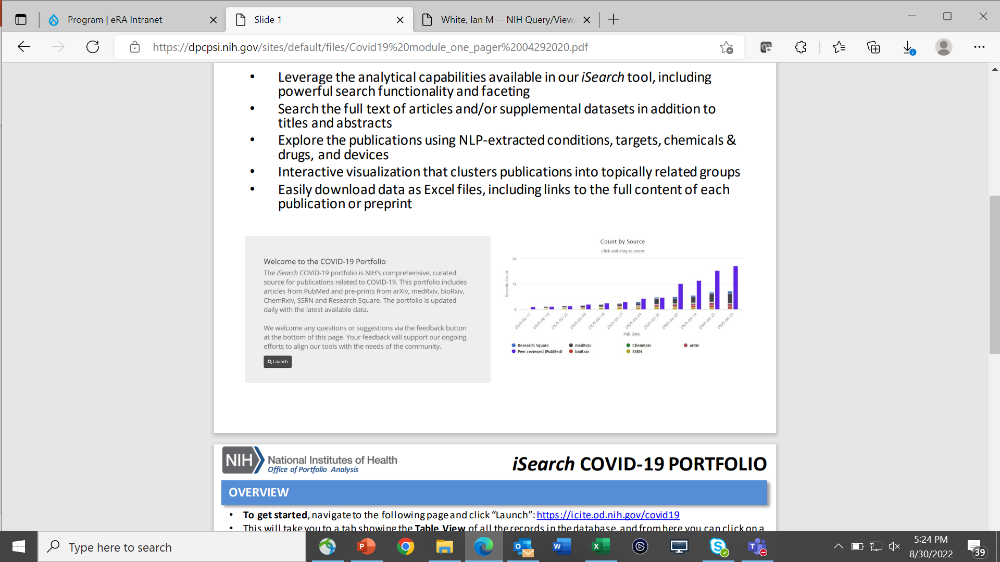 Program | eRA Intranet
Slide 1
White, Ian M -- NIH Query/View/
https://dpcpsi.nih.gov/sites/default/files/Covid19%20module_one_pager%2004292020.pdf
• Leverage the analytical capabilities available in our iSearch tool, including
powerful search functionality and faceting
• Search the full text of articles and/or supplemental datasets in addition to
titles and abstracts
• Explore the publications using NLP-extracted conditions, targets, chemicals &
drugs, and devices
• Interactive visualization that clusters publications into topically related groups
• Easily download data as Excel files, including links to the full content of each
publication or preprint
Welcome to the COVID-19 Portfolio
The iSearch COVID-19 portfolio is NIH's comprehensive, curated
source for publications related to COVID-19. This portfolio includes
articles from PubMed and pre-prints from arXiv, medRxiv, bioRxiv,
ChemRxiv, SSRN and Research Square. The portfolio is updated
daily with the latest available data.
We welcome any questions or suggestions via the feedback button
at the bottom of this page. Your feedback will support our ongoing
efforts to align our tools with the needs of the community.
Launch
Count by Source
Click and drag to zoom
Records Count
2k
1k
0
2020-02-11
2020-02-18
2020-02-25
2020-03-03
2020-03-10
2020-03-17
2020-03-24
2020-03-31
2020-04-07
2020-04-14
2020-04-21
2020-04-28
Pub Date
Research Square medRxiv ChemRxiv arXiv
Peer reviewed (PubMed) bioRxiv SSRN
NIH National Institutes of Health
Office of Portfolio Analysis
iSearch COVID-19 PORTFOLIO
OVERVIEW
• To get started, navigate to the following page and click “Launch”: https://icite.od.nih.gov/covid19
• This will take you to a tab showing the Table View of all the records in the database, and from here you can click on a
Type here to search
5:24 PM
8/30/2022
39